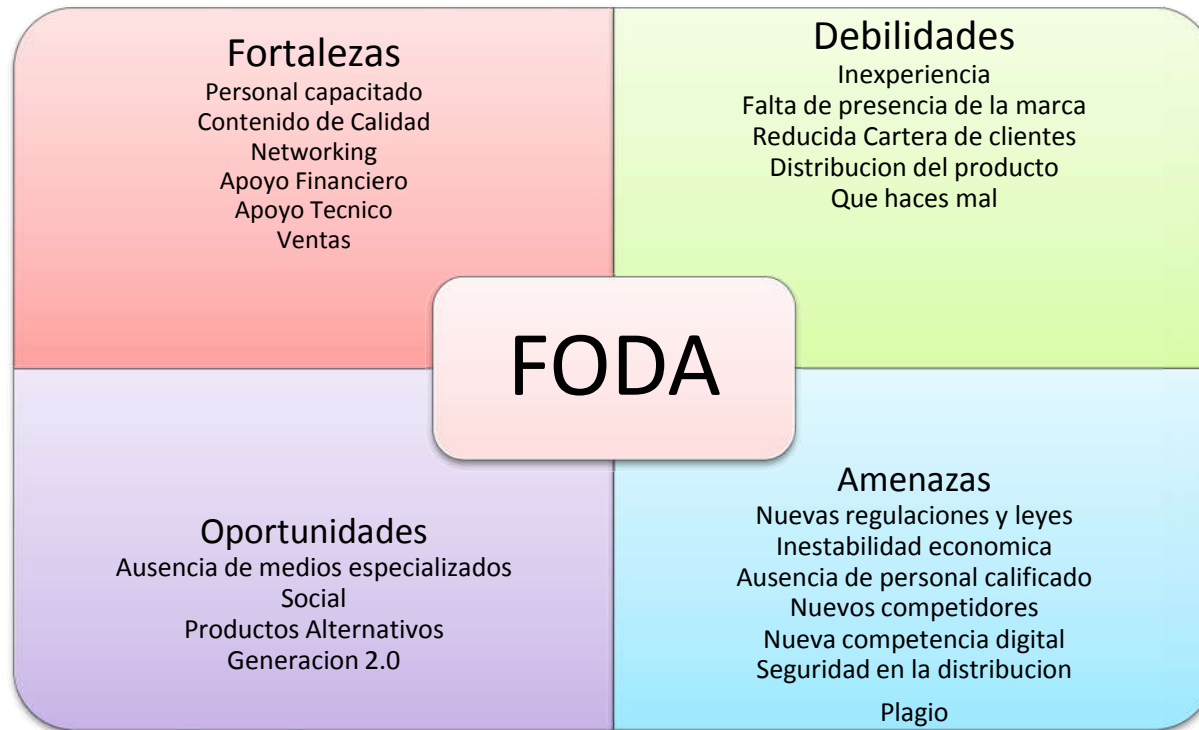 Fortalezas
Personal capacitado
Contenido de Calidad
Networking
Apoyo Financiero
Apoyo Tecnico
Ventas
Debilidades
Inexperiencia
Falta de presencia de la marca
Reducida Cartera de clientes
Distribucion del producto
Que haces mal
FODA
Oportunidades
Ausencia de medios especializados
Social
Productos Alternativos
Generacion 2.0
Amenazas
Nuevas regulaciones y leyes
Inestabilidad economica
Ausencia de personal calificado
Nuevos competidores
Nueva competencia digital
Seguridad en la distribucion
Plagio